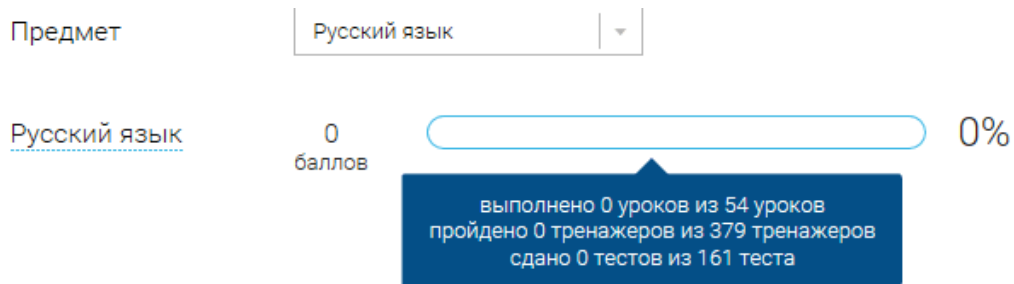 Предмет
Русский язык
Русский язык
0
баллов
0%
выполнено 0 уроков из 54 уроков
пройдено 0 тренажеров из 379 тренажеров
сдано 0 тестов из 161 теста